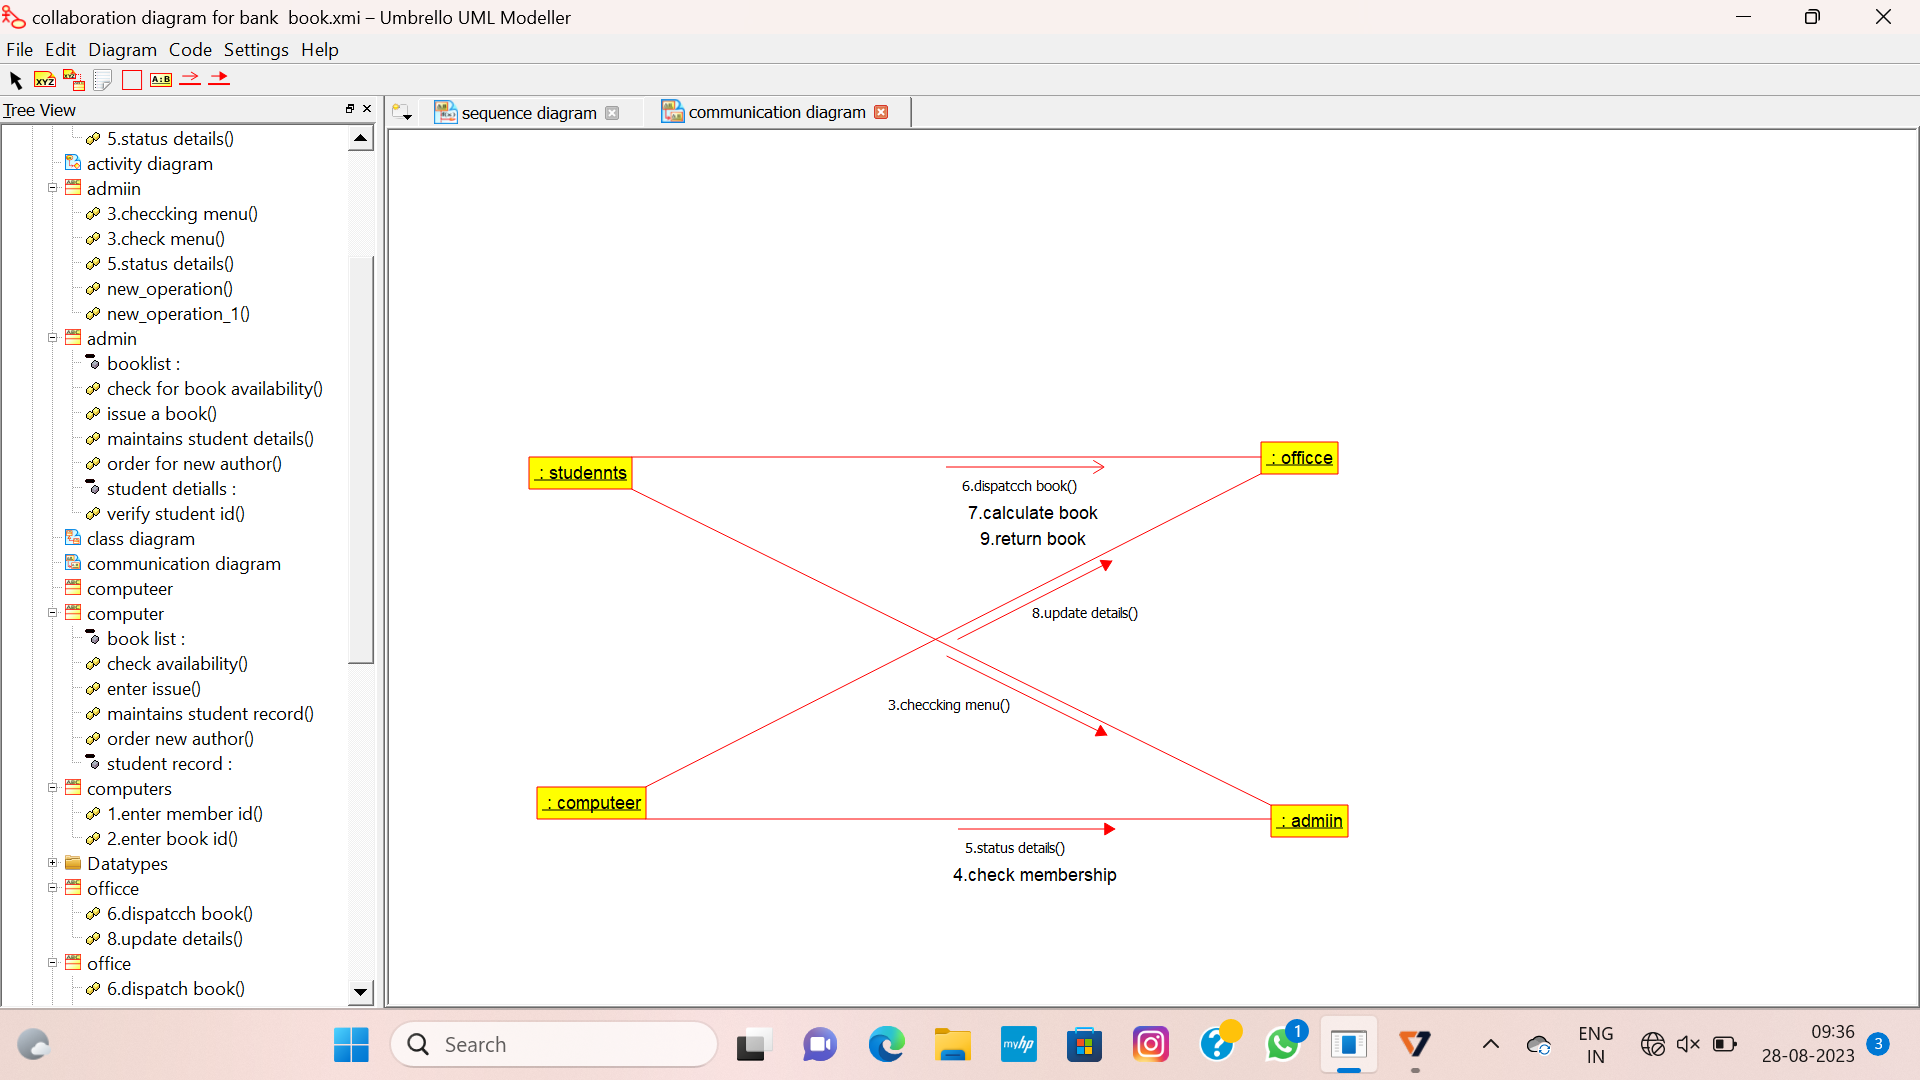 collaboration diagram for bank  book.xmi – Umbrello UML Modeller
File Edit Diagram Code Settings Help
XYZ
XYZ
A:B
Tree View
sequence diagram
communication diagram
5.status details()
activity diagram
admiin
3.checcking menu()
3.check menu()
5.status details()
new_operation()
new_operation_1()
admin
booklist :
check for book availability()
issue a book()
maintains student details()
order for new author()
student detialls :
verify student id()
class diagram
communication diagram
computeer
computer
book list :
check availability()
enter issue()
maintains student record()
order new author()
student record :
computers
1.enter member id()
2.enter book id()
Datatypes
officce
6.dispatcch book()
8.update details()
office
6.dispatch book()
: studennts
: officce
6.dispatcch book()
7.calculate book
9.return book
8.update details()
3.checcking menu()
: computeer
: admiin
5.status details()
4.check membership
Search
myhp
1
ENG
IN
09:36
28-08-2023
3